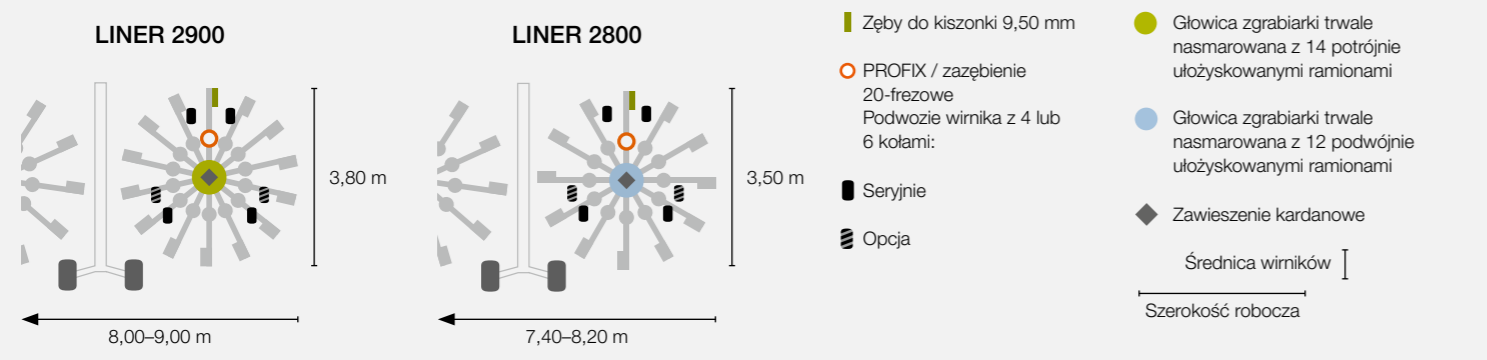 LINER 2900
3,80 m
8,00–9,00 m
LINER 2800
3,50 m
7,40–8,20 m
Zęby do kiszonki 9,50 mm
PROFIX / zazębienie
20-frezowe
Podwozie wirnika z 4 lub
6 kołami:
Seryjnie
Opcja
Głowica zgrabiarki trwale
nasmarowana z 14 potrójnie
ułożyskowanymi ramionami
Głowica zgrabiarki trwale
nasmarowana z 12 podwójnie
ułożyskowanymi ramionami
Zawieszenie kardanowe
Średnica wirników
Szerokość robocza